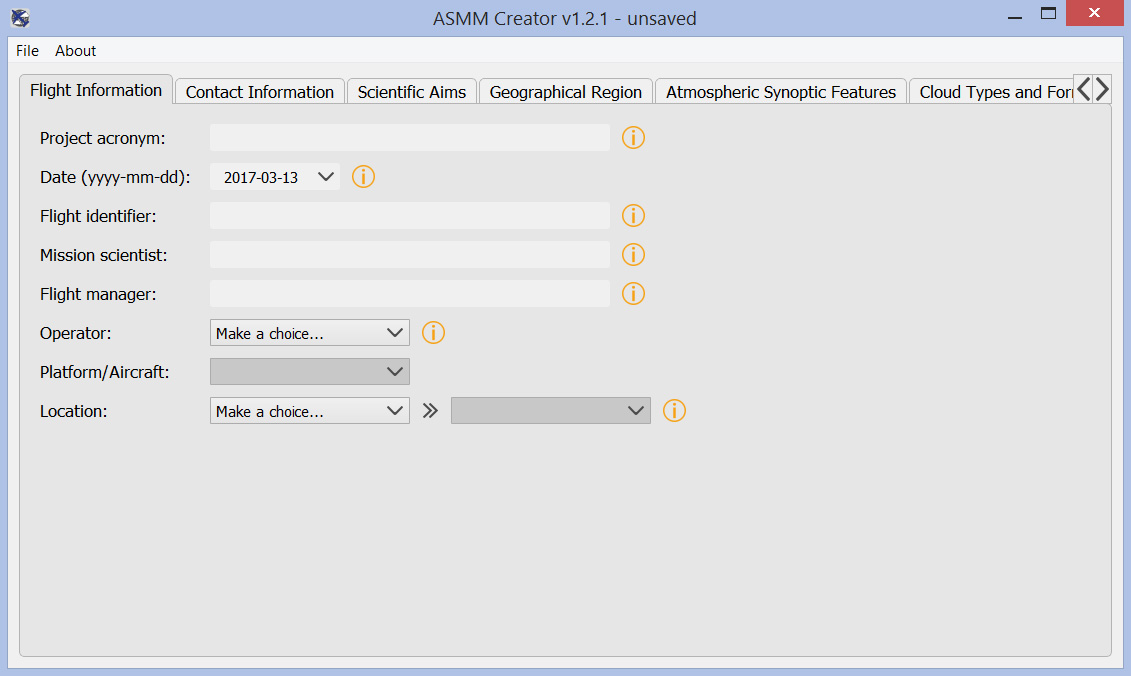 ASMM Creator v1.2.1 - unsaved
File About
Flight Information Contact Information Scientific Aims Geographical Region Atmospheric Synoptic Features Cloud Types and For
Project acronym:
Date (yyyy-mm-dd): 2017-03-13
Flight identifier:
Mission scientist:
Flight manager:
Operator: Make a choice...
Platform/Aircraft:
Location: Make a choice...